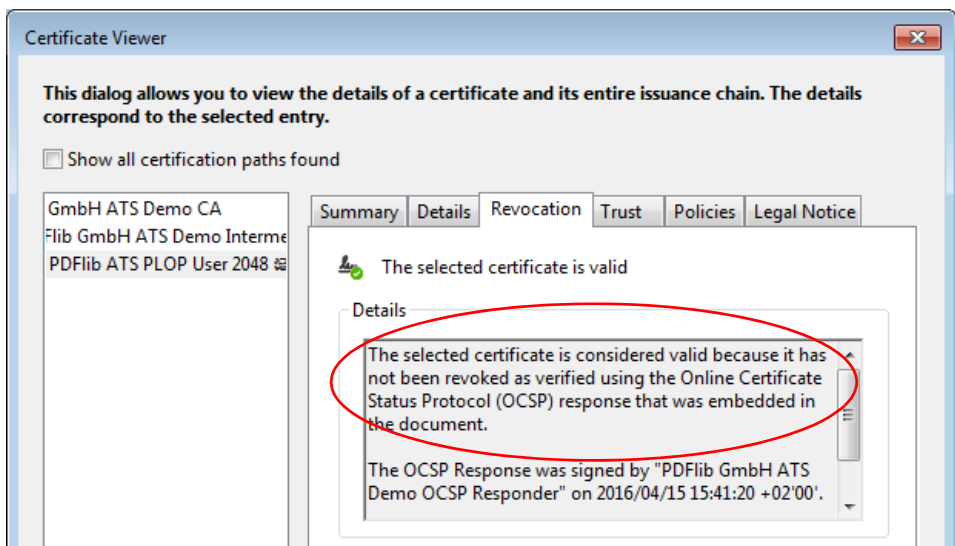 Certificate Viewer
This dialog allows you to view the details of a certificate and its entire issuance chain. The details
correspond to the selected entry.
Show all certification paths found
GmbH ATS Demo CA
Flib GmbH ATS Demo Interme
PDFlib ATS PLOP User 2048
Summary Details Revocation Trust Policies Legal Notice
The selected certificate is valid
Details
The selected certificate is considered valid because it has
not been revoked as verified using the Online Certificate
Status Protocol (OCSP) response that was embedded in
the document.
The OCSP Response was signed by "PDFlib GmbH ATS
Demo OCSP Responder" on 2016/04/15 15:41:20 +02'00'.